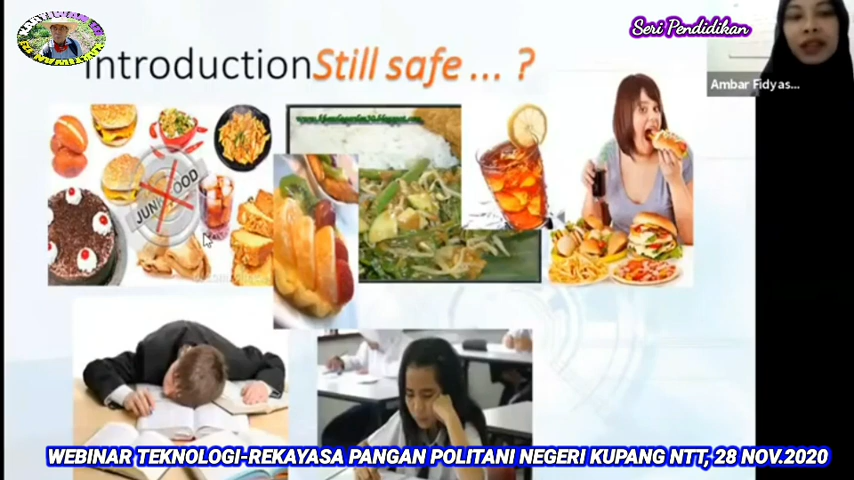 Seri Pendidikan
Introduction Still safe ... ?
Ambar Fidyas...
JUNK FOOD
WEBINAR TEKNOLOGI-REKAYASA PANGAN POLITANI NEGERI KUPANG NTT, 28 NOV.2020